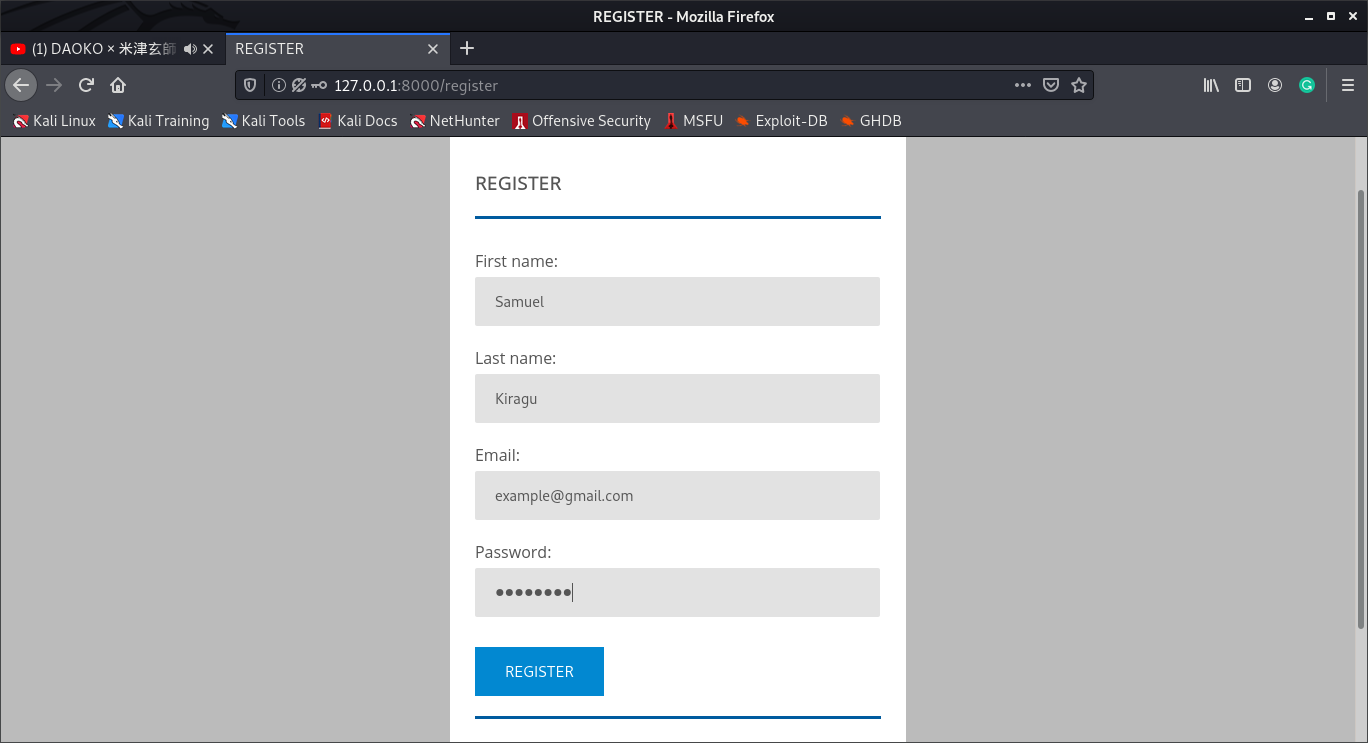 REGISTER - Mozilla Firefox
(1) DAOKO × 米津玄師
REGISTER
127.0.0.1:8000/register
Kali Linux Kali Training Kali Tools Kali Docs NetHunter Offensive Security MSFU Exploit-DB GHDB
REGISTER
First name:
Samuel
Last name:
Kiragu
Email:
example@gmail.com
Password:
••••••••
REGISTER